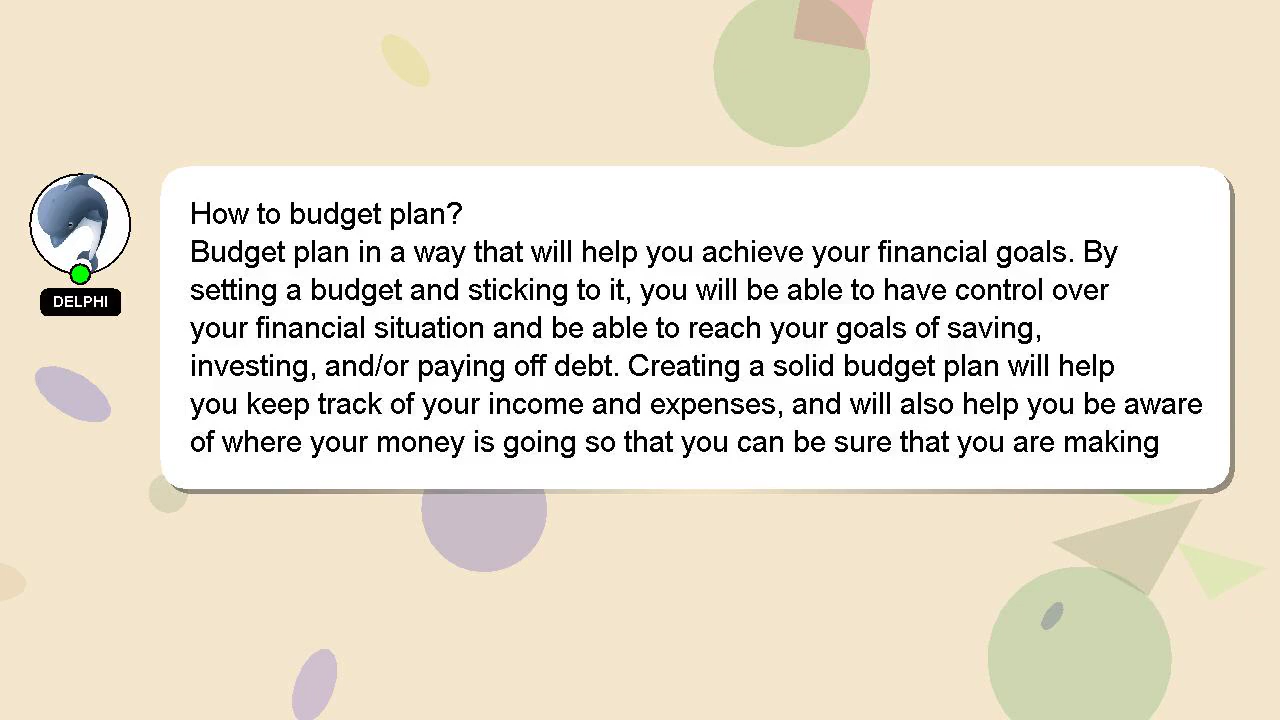 How to budget plan?
Budget plan in a way that will help you achieve your financial goals. By
setting a budget and sticking to it, you will be able to have control over
your financial situation and be able to reach your goals of saving,
investing, and/or paying off debt. Creating a solid budget plan will help
you keep track of your income and expenses, and will also help you be aware
of where your money is going so that you can be sure that you are making
DELPHI